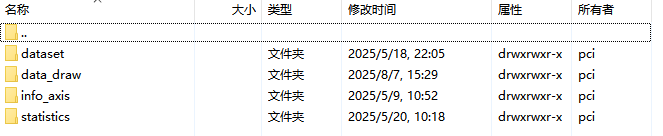 名称 大小 类型 修改时间 属性 所有者
..
dataset 文件夹 2025/5/18, 22:05 drwxrwxr-x pci
data_draw 文件夹 2025/8/7, 15:29 drwxrwxr-x pci
info_axis 文件夹 2025/5/9, 10:52 drwxrwxr-x pci
statistics 文件夹 2025/5/20, 10:18 drwxrwxr-x pci